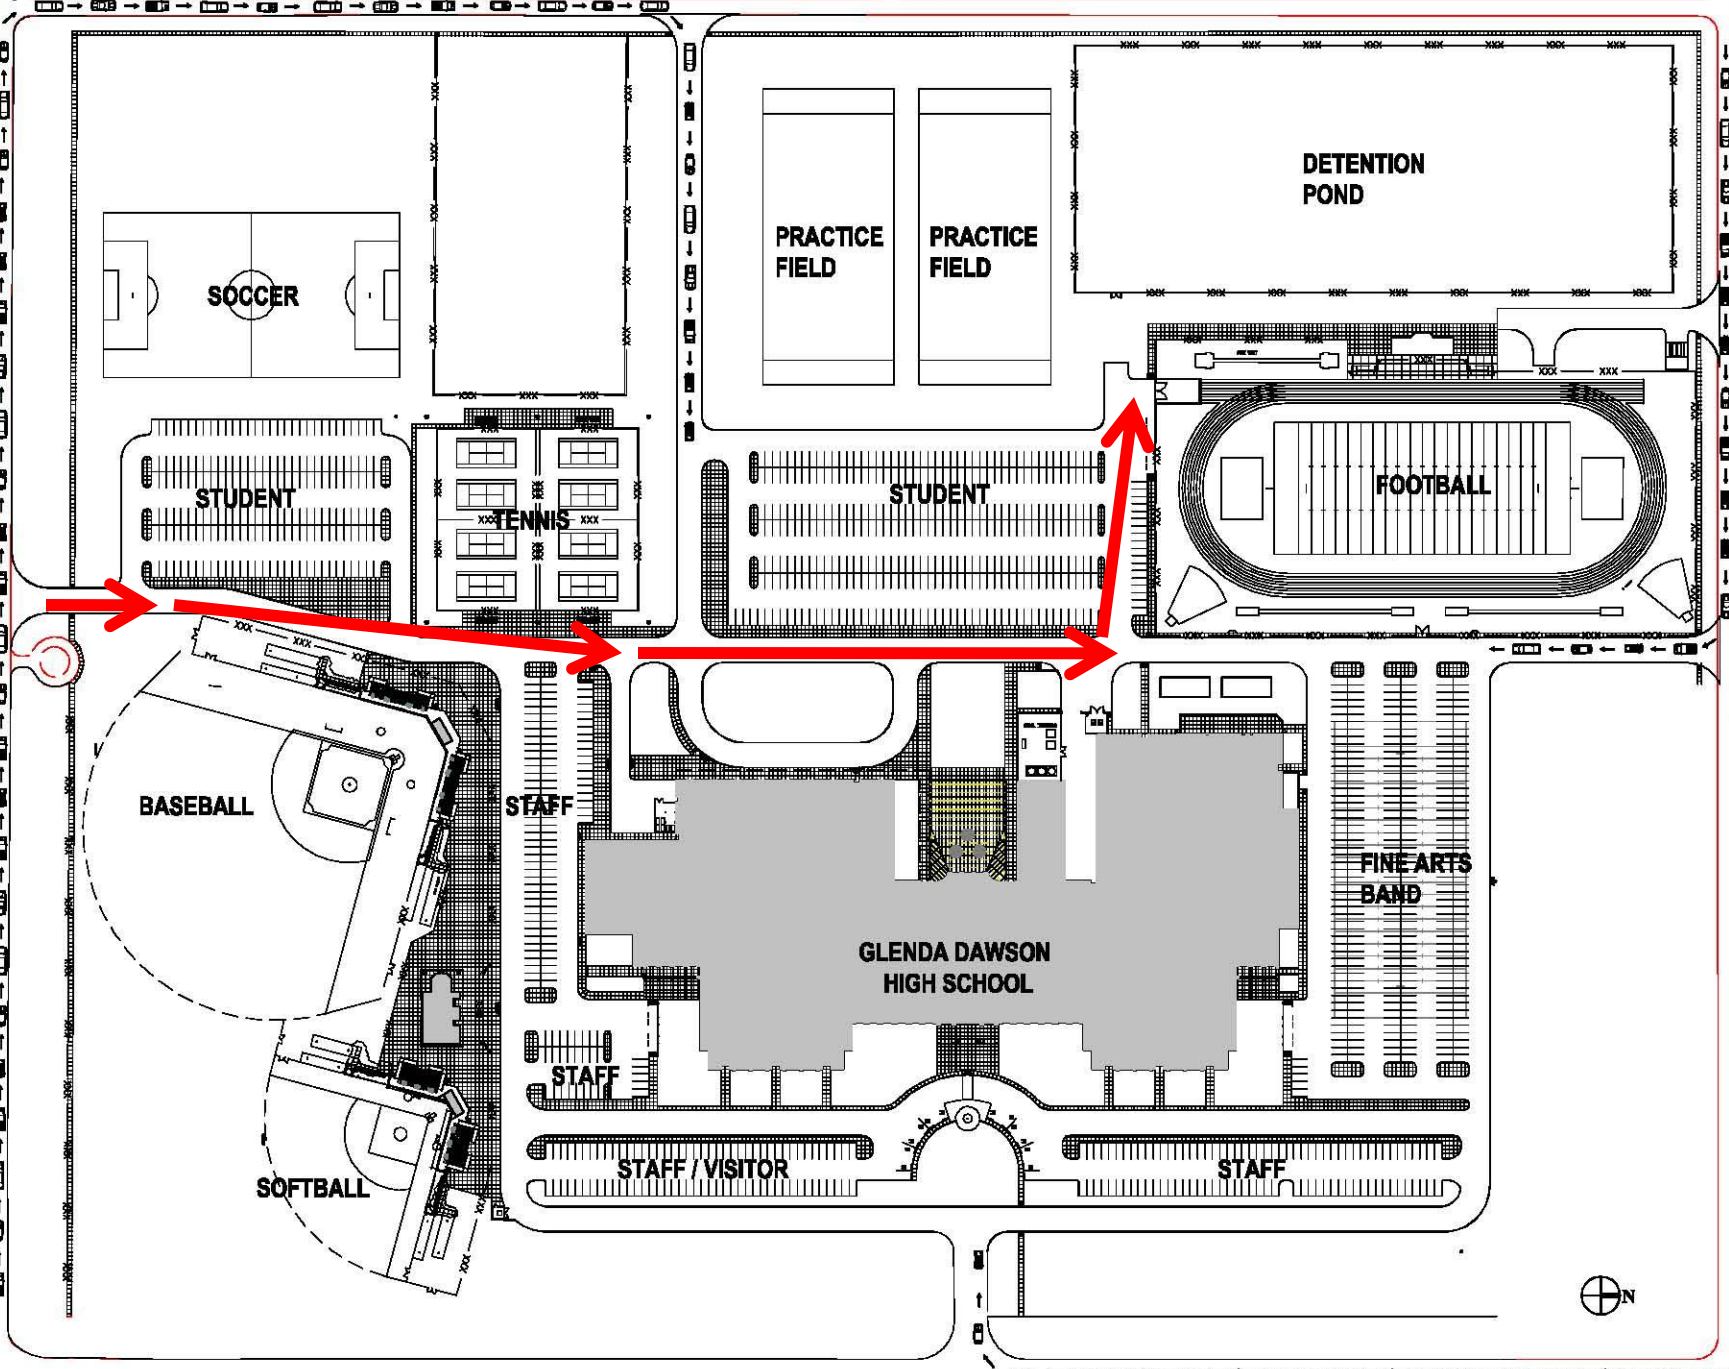 DETENTION
POND
PRACTICE
FIELD
PRACTICE
FIELD
SOCCER
STUDENT
TENNIS
STUDENT
FOOTBALL
BASEBALL
STAFF
FINE ARTS
BAND
GLENDA DAWSON
HIGH SCHOOL
STAFF
STAFF / VISITOR
STAFF
SOFTBALL
N